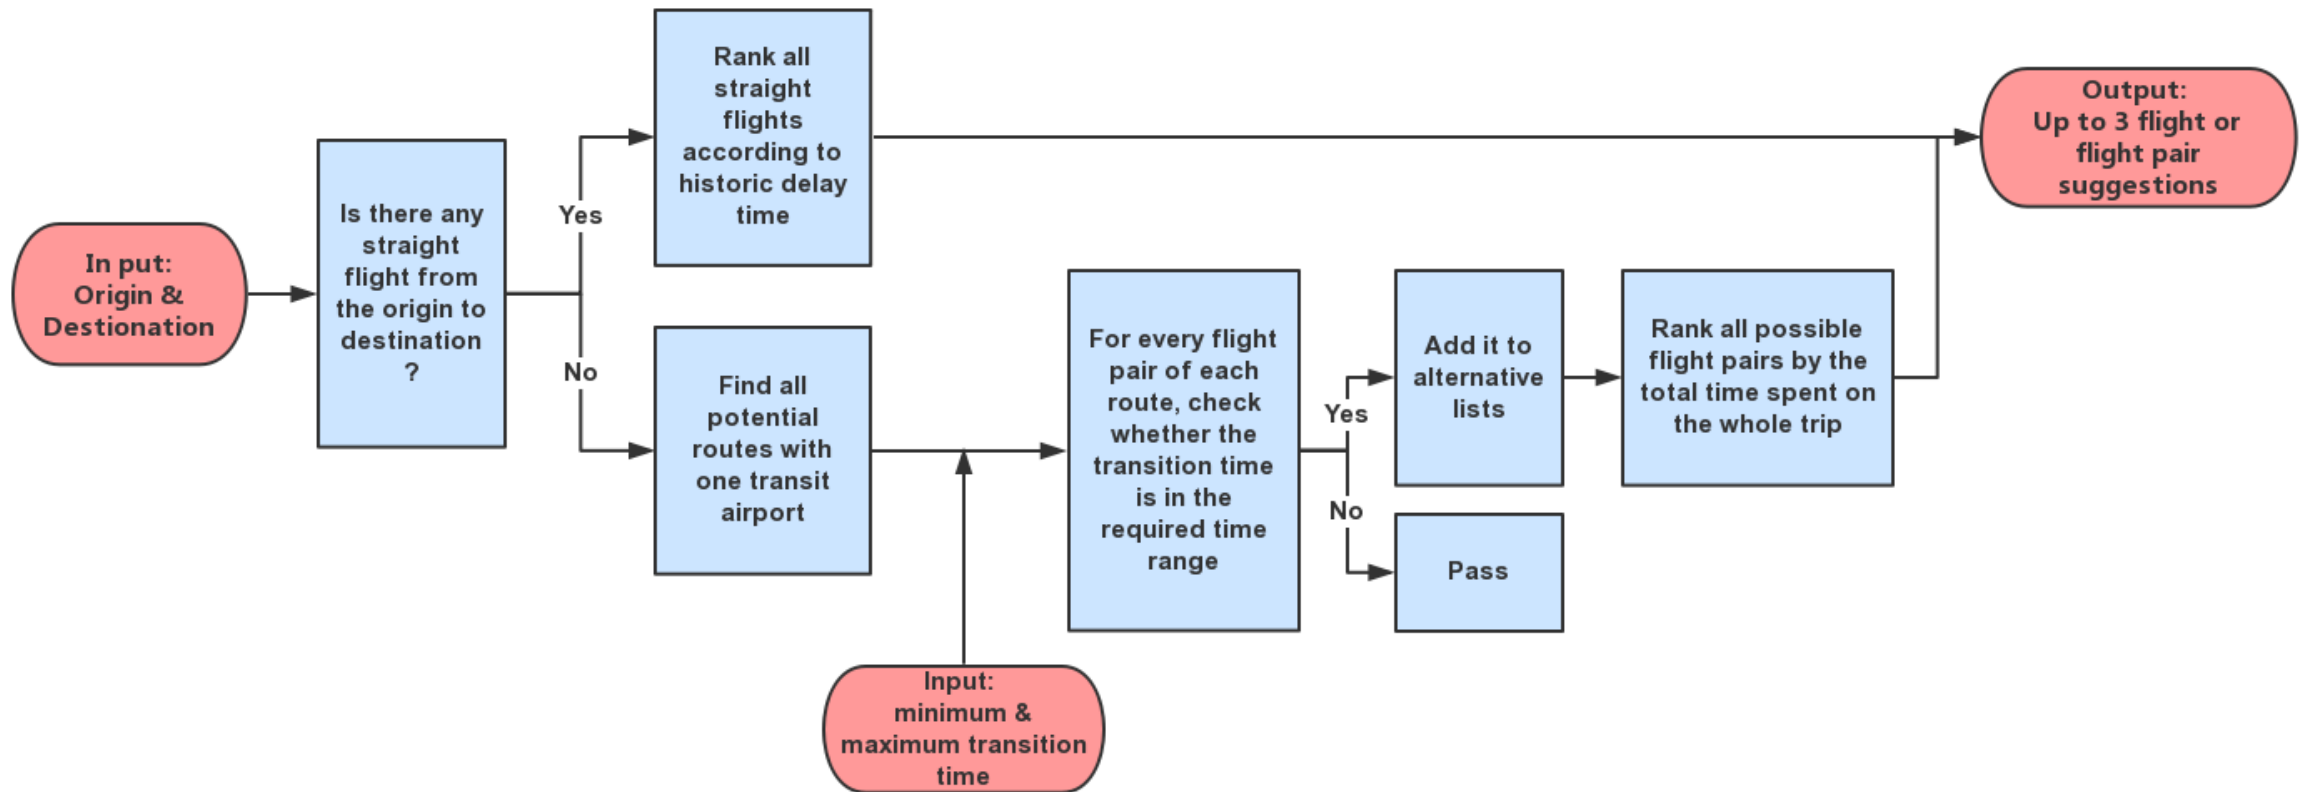 In put:
Origin &
Destionation
Is there any
straight
flight from
the origin to
destination
?
Yes
No
Rank all
straight
flights
according to
historic delay
time
Find all
potential
routes with
one transit
airport
Input:
minimum &
maximum transition
time
For every flight
pair of each
route, check
whether the
transition time
is in the
required time
range
Yes
No
Add it to
alternative
lists
Pass
Rank all possible
flight pairs by the
total time spent on
the whole trip
Output:
Up to 3 flight or
flight pair
suggestions